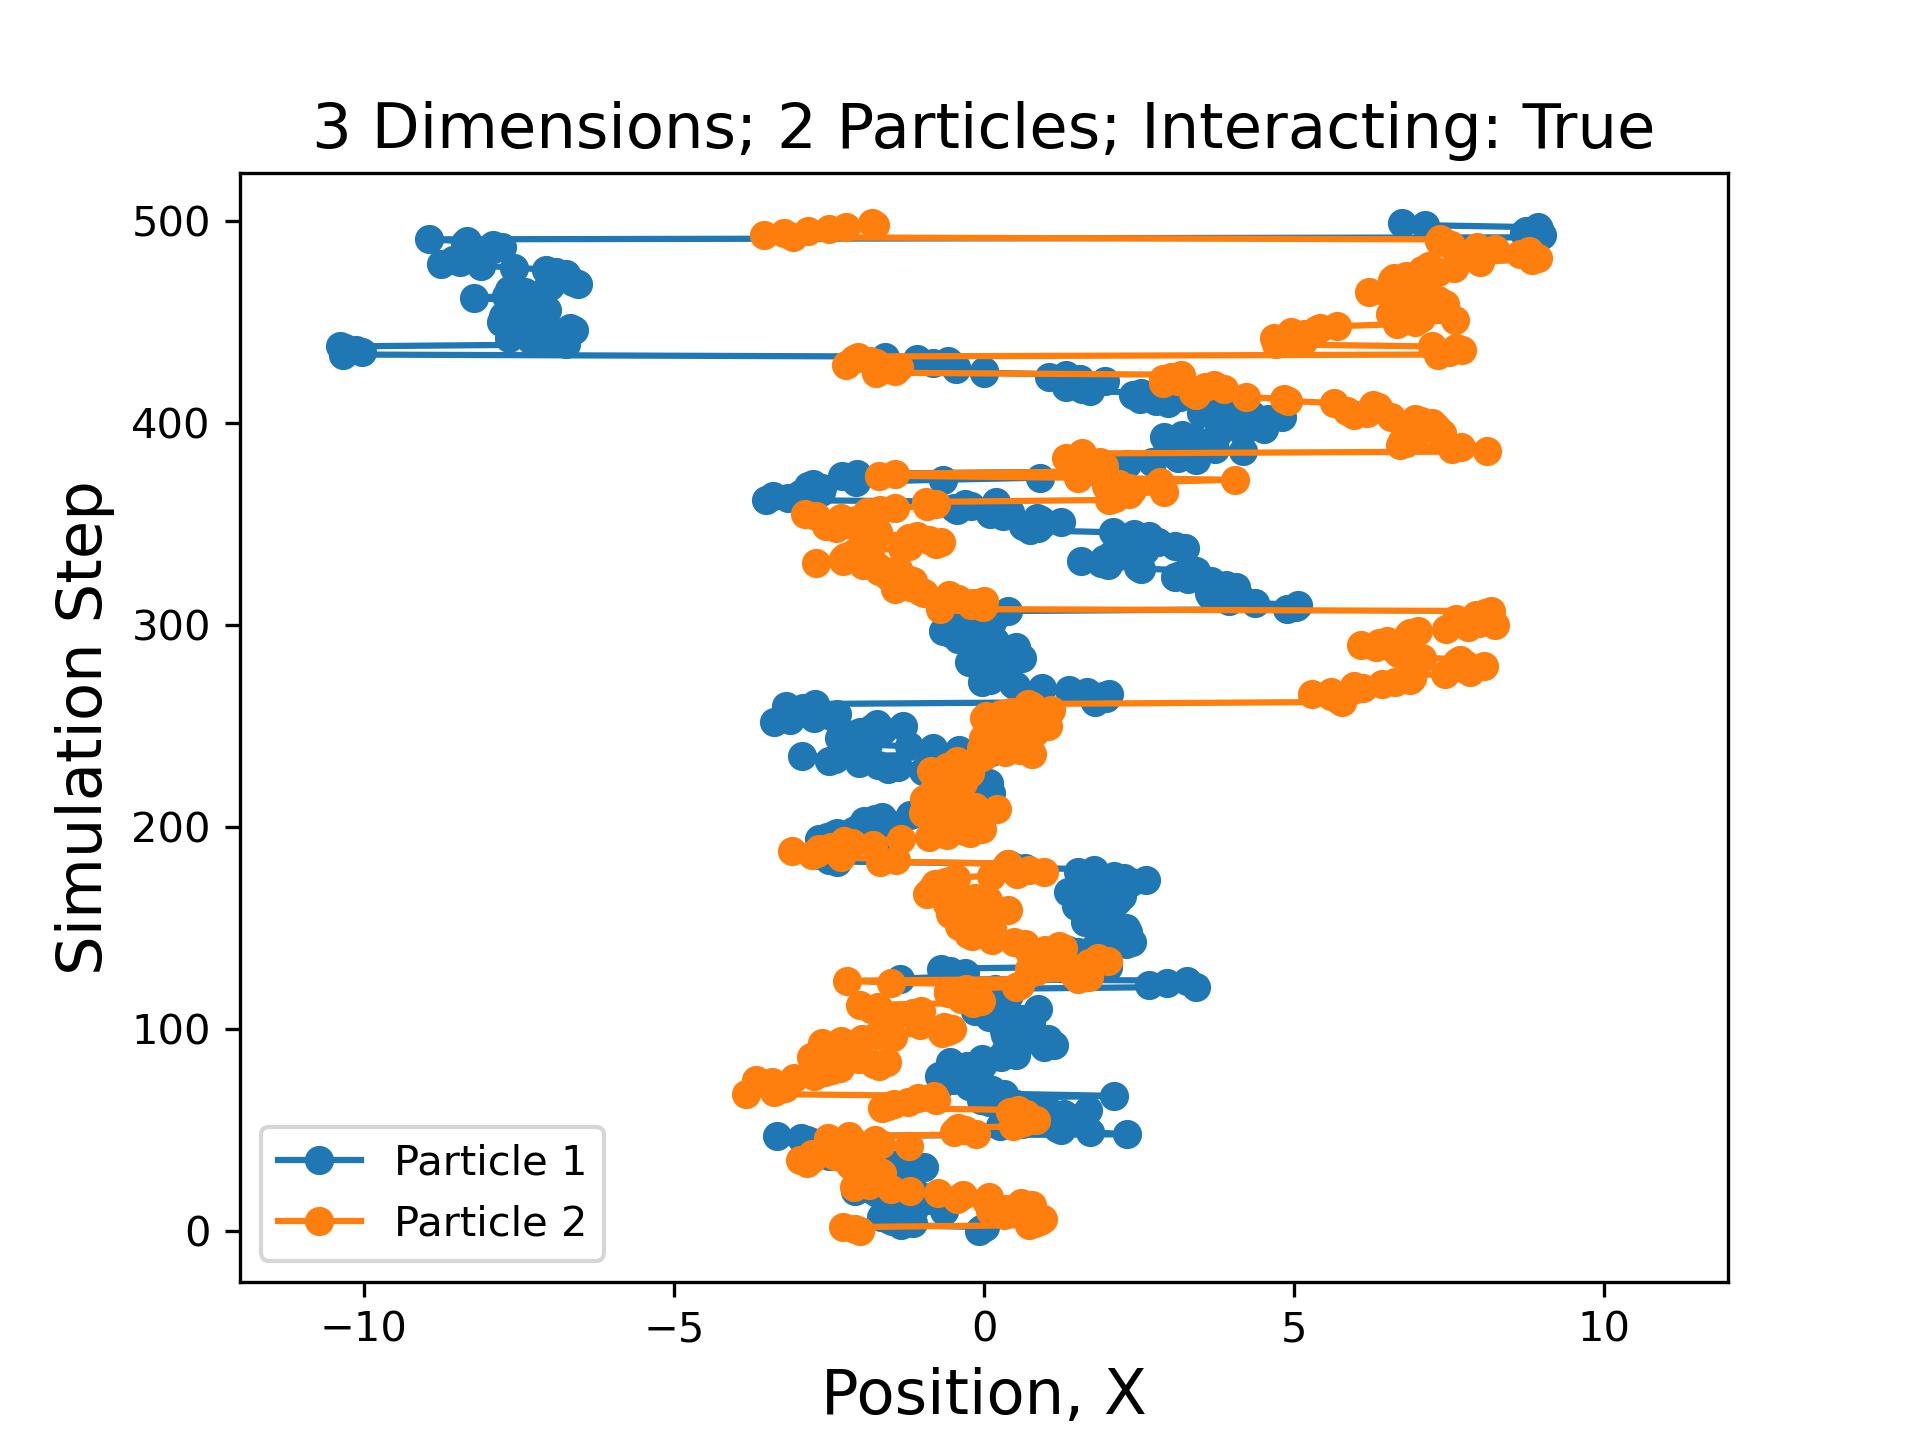 3 Dimensions; 2 Particles; Interacting: True
Simulation Step
500
400
300
200
100
0
Particle 1
Particle 2
−10
−5
0
5
10
Position, X